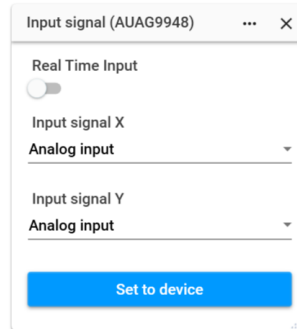 Input signal (AUAG9948)
Real Time Input
Input signal X
Analog input
Input signal Y
Analog input
Set to device